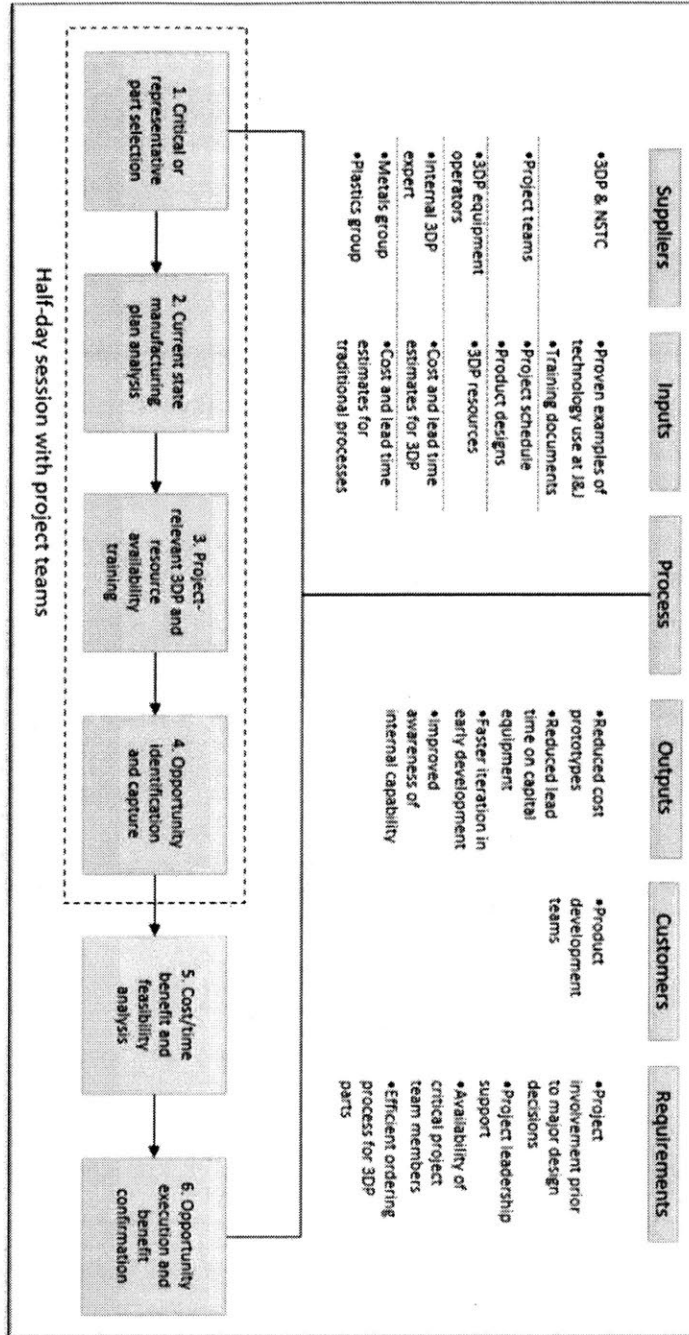 Suppliers
•3DP & NSTC
•Project teams
•3DP equipment
operators
•Internal 3DP
expert
•Metals group
•Plastics group
Inputs
•Proven examples of
technology use at J&J
•Training documents
•Project schedule
•Product designs
•3DP resources
•Cost and lead time
estimates for 3DP
•Cost and lead time
estimates for
traditional processes
Process
Outputs
•Reduced cost
prototypes
•Reduced lead
time on capital
equipment
•Faster iteration in
early development
•Improved
awareness of
internal capability
Customers
•Product
development
teams
Requirements
•Project
involvement prior
to major design
decisions
•Project leadership
support
•Availability of
critical project
team members
•Efficient ordering
process for 3DP
parts
1. Critical or
representative
part selection
2. Current state
manufacturing
plan analysis
3. Project-
relevant 3DP and
resource
availability
training
4. Opportunity
identification
and capture
5. Cost/time
benefit and
feasibility
analysis
6. Opportunity
execution and
benefit
confirmation
Half-day session with project teams